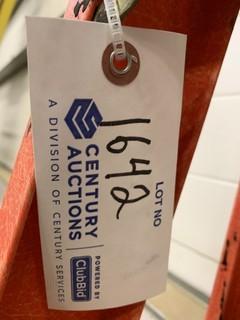 LOT NO
1642
CENTURY
AUCTIONS
A DIVISION OF CENTURY SERVICES
POWERED BY
ClubBid